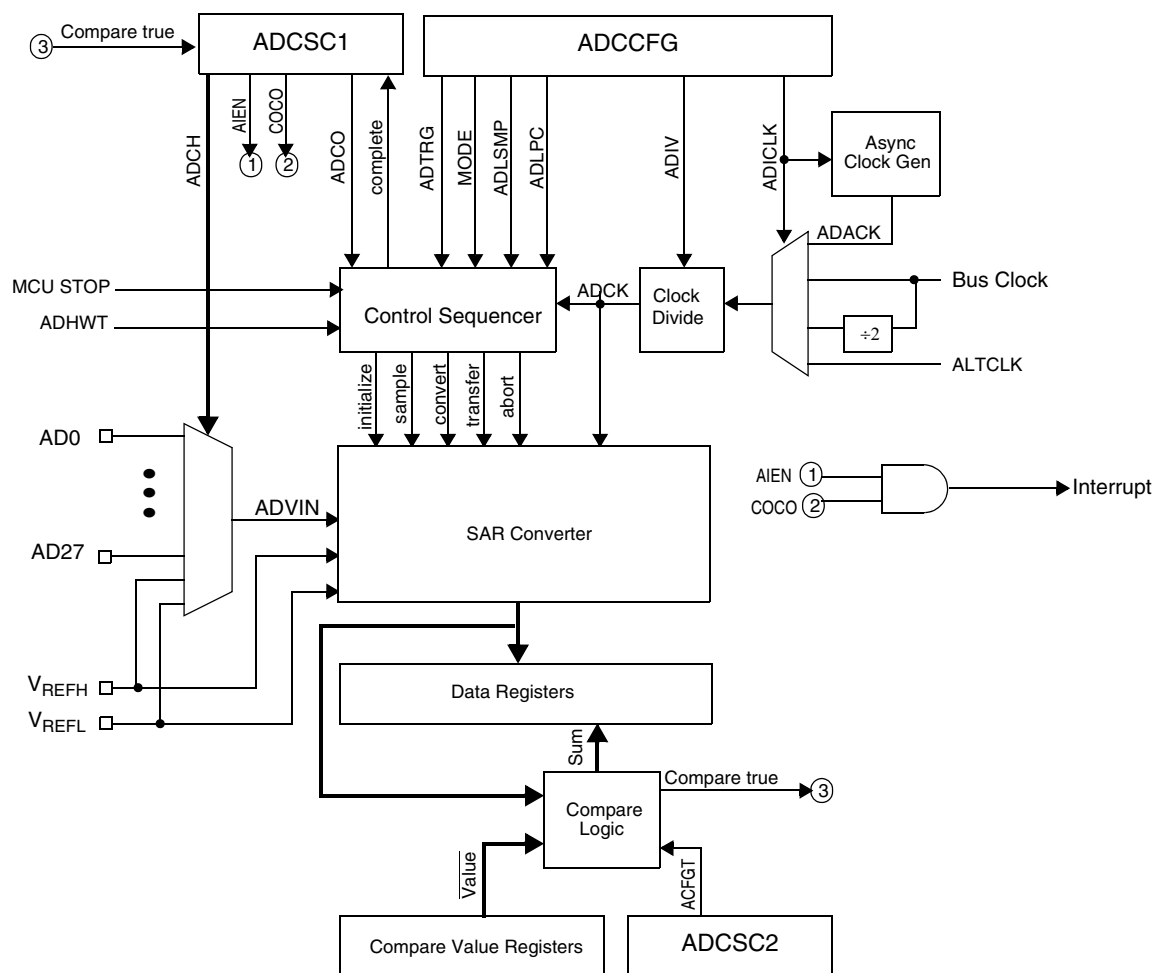 3 Compare true
ADCSC1
ADCCFG
ADCH
AIEN
COCO
ADCO
complete
ADTRG
MODE
ADLSMP
ADLPC
ADIV
ADICLK
Async
Clock Gen
1
2
ADACK
MCU STOP
ADHWT
Control Sequencer
ADCK
Clock
Divide
Bus Clock
÷2
ALTCLK
initialize
sample
convert
transfer
abort
AD0
AD27
ADVIN
SAR Converter
AIEN 1
COCO 2
Interrupt
VREFH
VREFL
Data Registers
Sum
Compare
Logic
Compare true 3
Value
ACFGT
Compare Value Registers
ADCSC2